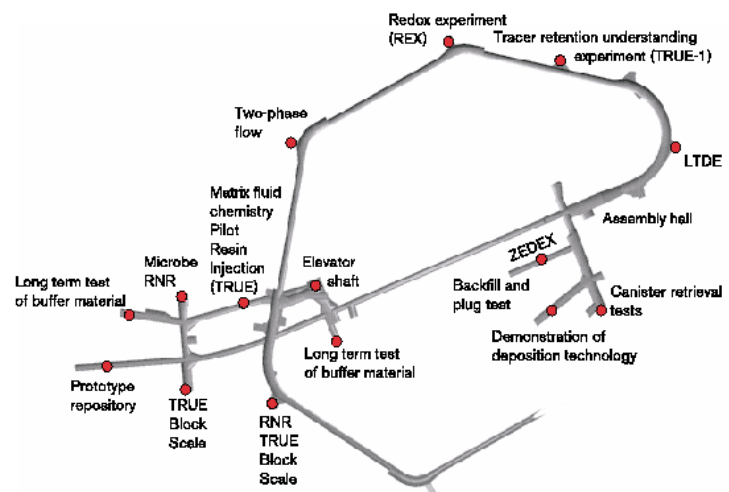 Redox experiment
(REX)
Tracer retention understanding
experiment (TRUE-1)
Two-phase
flow
LTDE
Matrix fluid
chemistry
Pilot
Resin
Injection
(TRUE)
Assembly hall
ZEDEX
Microbe
RNR
Elevator
shaft
Long term test
of buffer material
Backfill and
plug test
Canister retrieval
tests
Demonstration of
deposition technology
Long term test
of buffer material
Prototype
repository
TRUE
Block
Scale
RNR
TRUE
Block
Scale